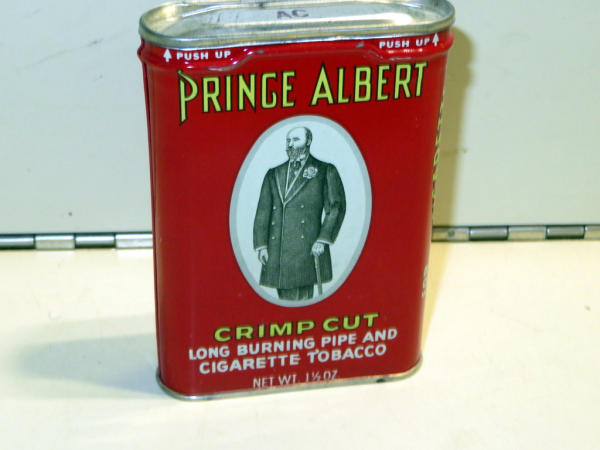 AC
↑ PUSH UP
PUSH UP ↑
PRINCE ALBERT
CRIMP CUT
LONG BURNING PIPE AND
CIGARETTE TOBACCO
NET WT. 1½ OZ.